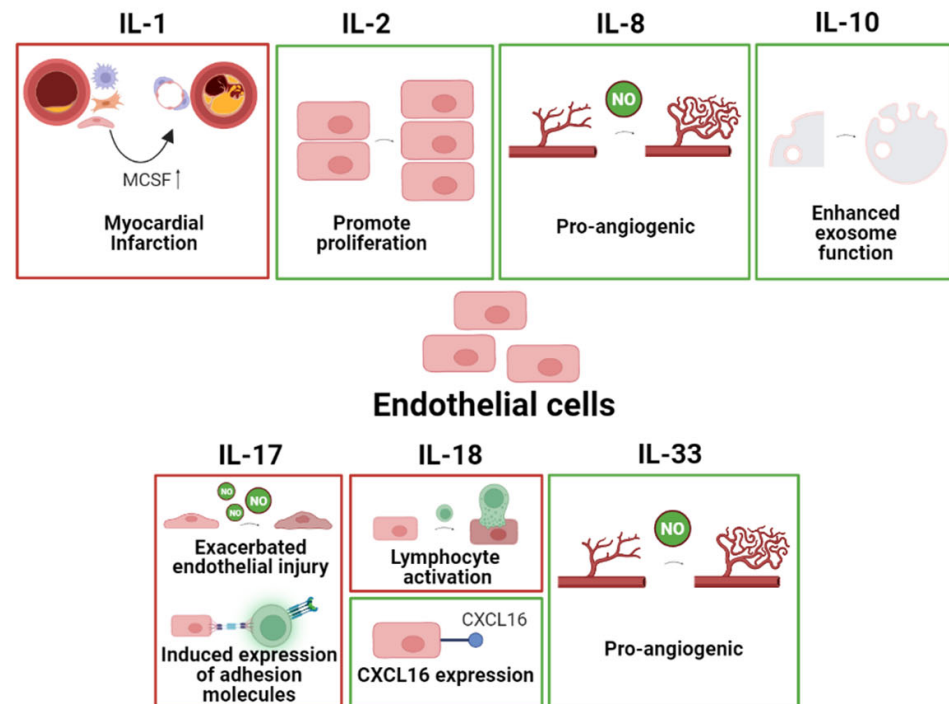 IL-1
IL-2
IL-8
IL-10
MCSF↑
Myocardial
Infarction
Promote
proliferation
NO
Pro-angiogenic
Enhanced
exosome
function
Endothelial cells
IL-17
IL-18
IL-33
NO
NO
NO
Exacerbated
endothelial injury
Induced expression
of adhesion
molecules
Lymphocyte
activation
CXCL16
CXCL16 expression
NO
Pro-angiogenic